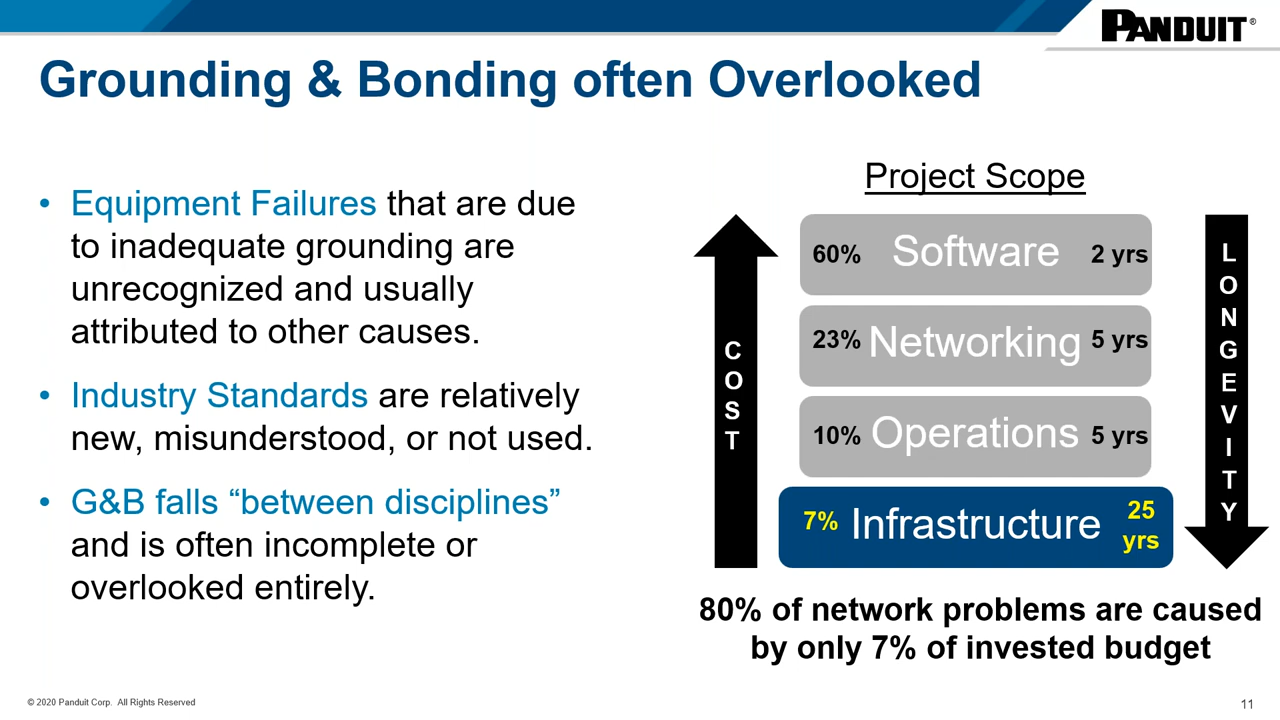 PANDUIT®
Grounding & Bonding often Overlooked
• Equipment Failures that are due
to inadequate grounding are
unrecognized and usually
attributed to other causes.
• Industry Standards are relatively
new, misunderstood, or not used.
• G&B falls “between disciplines”
and is often incomplete or
overlooked entirely.
Project Scope
COST
60% Software 2 yrs
23% Networking 5 yrs
10% Operations 5 yrs
7% Infrastructure 25
yrs
LONGEVITY
80% of network problems are caused
by only 7% of invested budget
© 2020 Panduit Corp. All Rights Reserved
11